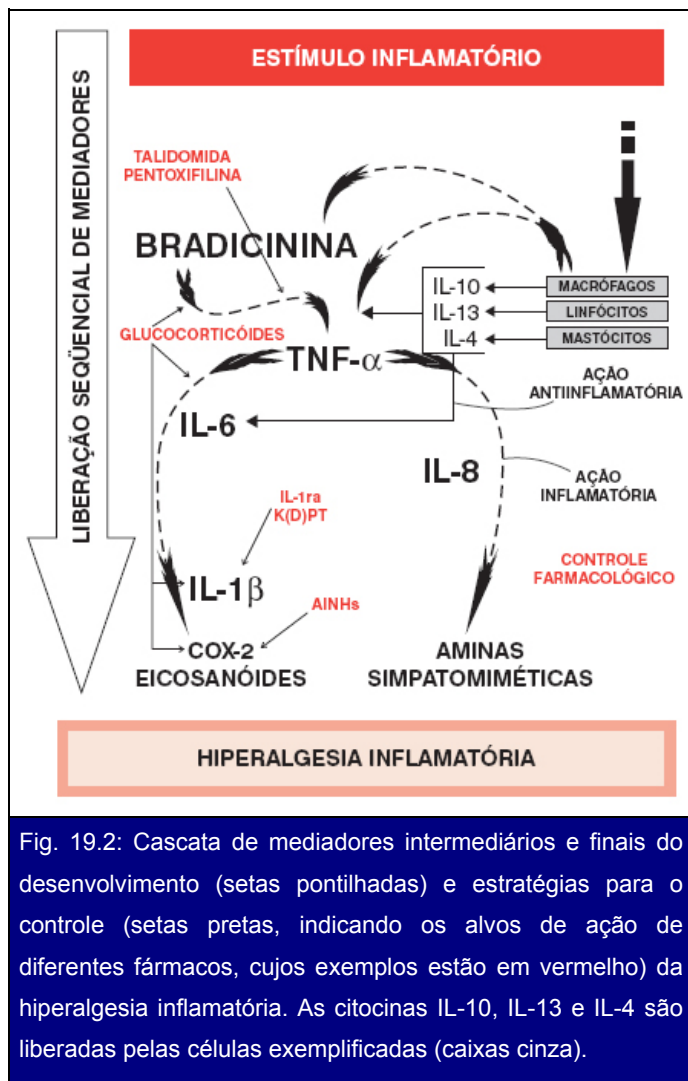 ESTÍMULO INFLAMATÓRIO
LIBERAÇÃO SEQÜENCIAL DE MEDIADORES
TALIDOMIDA
PENTOXIFILINA
BRADICININA
IL-10
MACRÓFAGOS
IL-13
LINFÓCITOS
IL-4
MASTÓCITOS
GLUCOCORTICÓIDES
TNF-α
AÇÃO
ANTIINFLAMATÓRIA
IL-6
IL-8
AÇÃO
INFLAMATÓRIA
IL-1ra
K(D)PT
CONTROLE
FARMACOLÓGICO
IL-1β
AINHs
COX-2
EICOSANÓIDES
AMINAS
SIMPATOMIMÉTICAS
HIPERALGESIA INFLAMATÓRIA
Fig. 19.2: Cascata de mediadores intermediários e finais do
desenvolvimento (setas pontilhadas) e estratégias para o
controle (setas pretas, indicando os alvos de ação de
diferentes fármacos, cujos exemplos estão em vermelho) da
hiperalgesia inflamatória. As citocinas IL-10, IL-13 e IL-4 são
liberadas pelas células exemplificadas (caixas cinza).